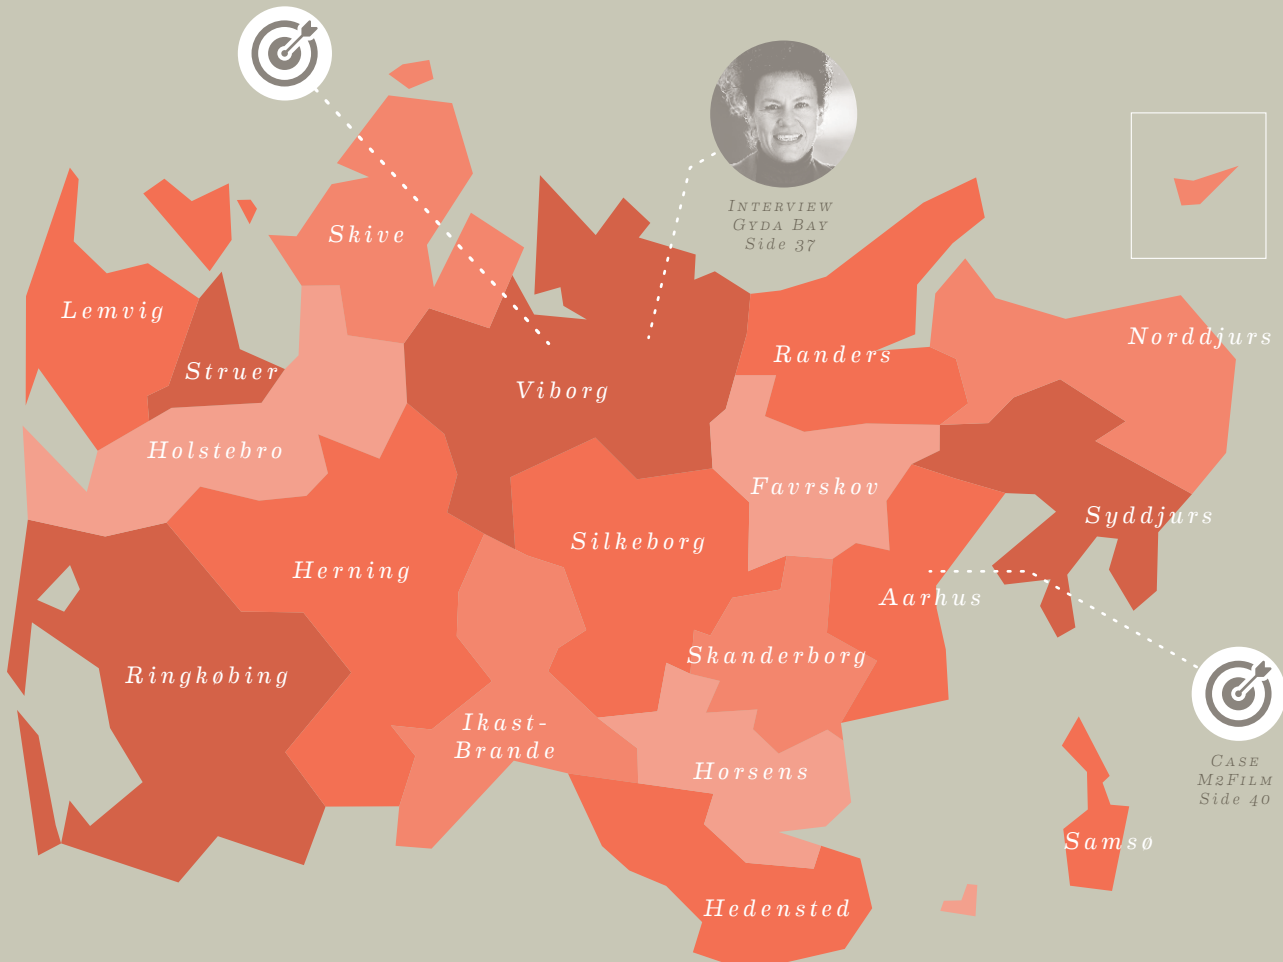 Interview
Gyda Bay
Side 37
Skive
Lemvig
Norddjurs
Randers
Struer
Viborg
Holstebro
Favrskov
Syddjurs
Silkeborg
Herning
Aarhus
Skanderborg
Ringkøbing
Ikast-
Brande
Horsens
Case
M2Film
Side 40
Samsø
Hedensted